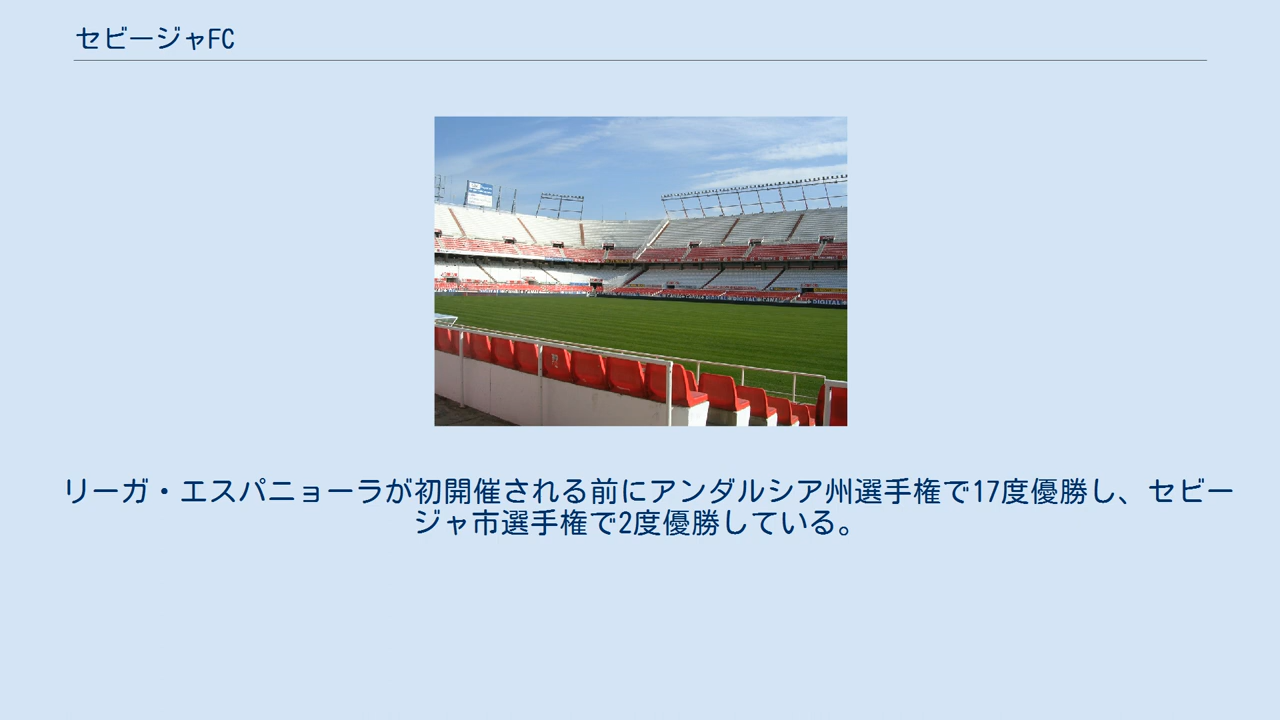 セビージャFC
リーガ・エスパニョーラが初開催される前にアンダルシア州選手権で17度優勝し、セビー
ジャ市選手権で2度優勝している。